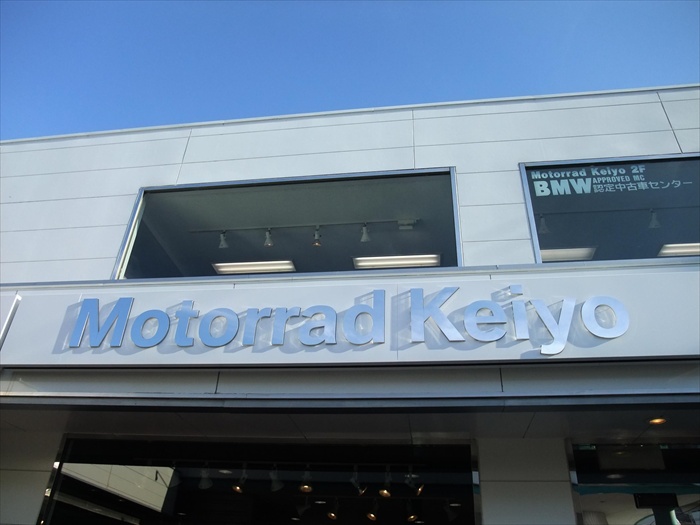 Motorrad Keiyo 2F
BMW APPROVED MC
認定中古車センター
Motorrad Keiyo